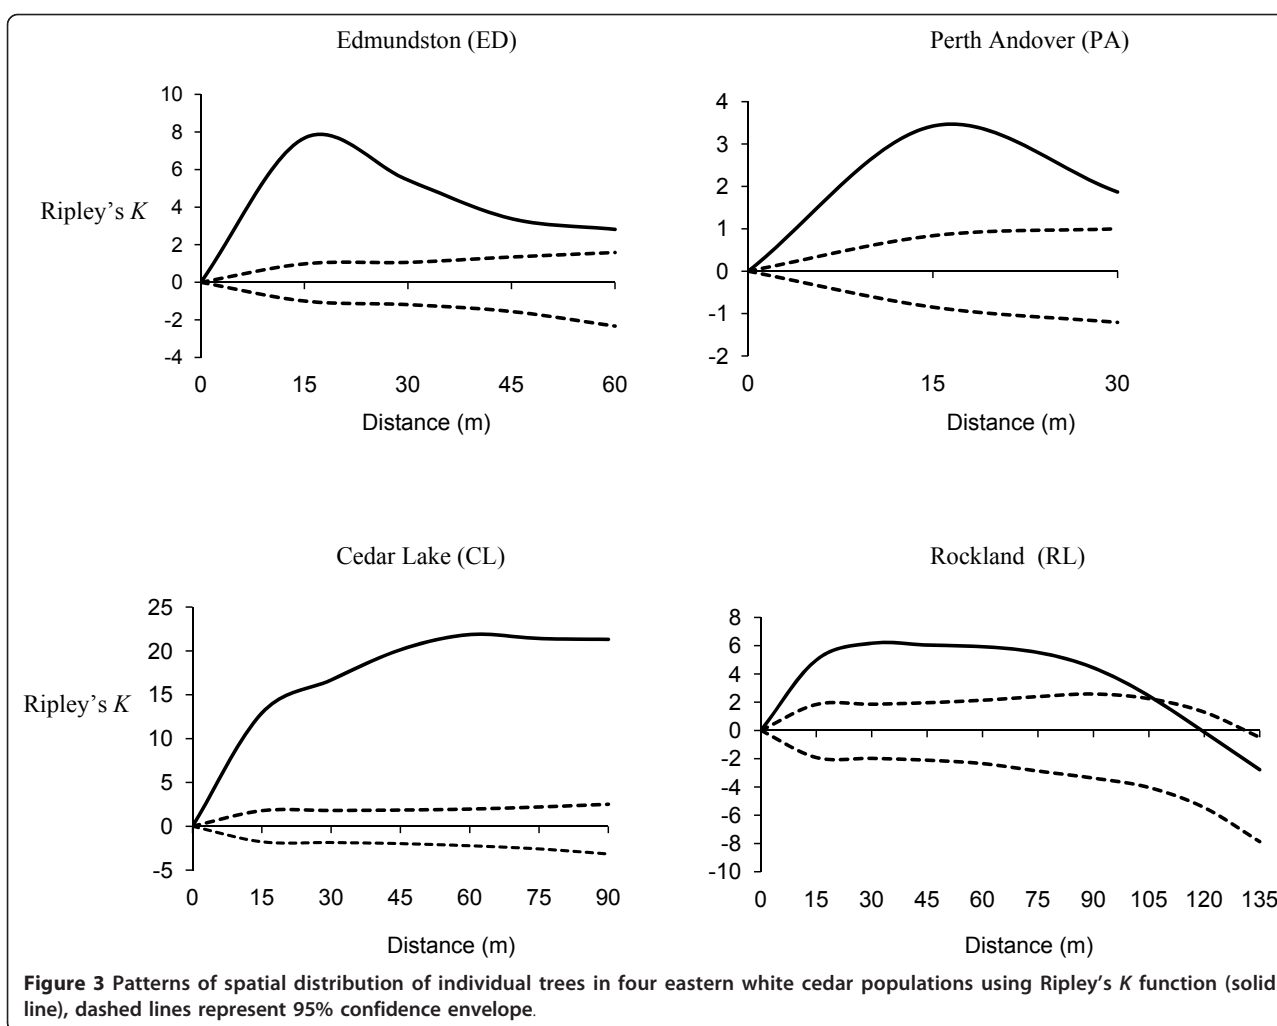 Edmundston (ED)
Perth Andover (PA)
10
8
6
4
2
0
-2
-4
Ripley's K
0 15 30 45 60
Distance (m)
4
3
2
1
0
-1
-2
0 15 30
Distance (m)
Cedar Lake (CL)
Rockland (RL)
25
20
15
10
5
0
-5
Ripley's K
0 15 30 45 60 75 90
Distance (m)
8
6
4
2
0
-2
-4
-6
-8
-10
0 15 30 45 60 75 90 105 120 135
Distance (m)
Figure 3 Patterns of spatial distribution of individual trees in four eastern white cedar populations using Ripley's K function (solid
line), dashed lines represent 95% confidence envelope.